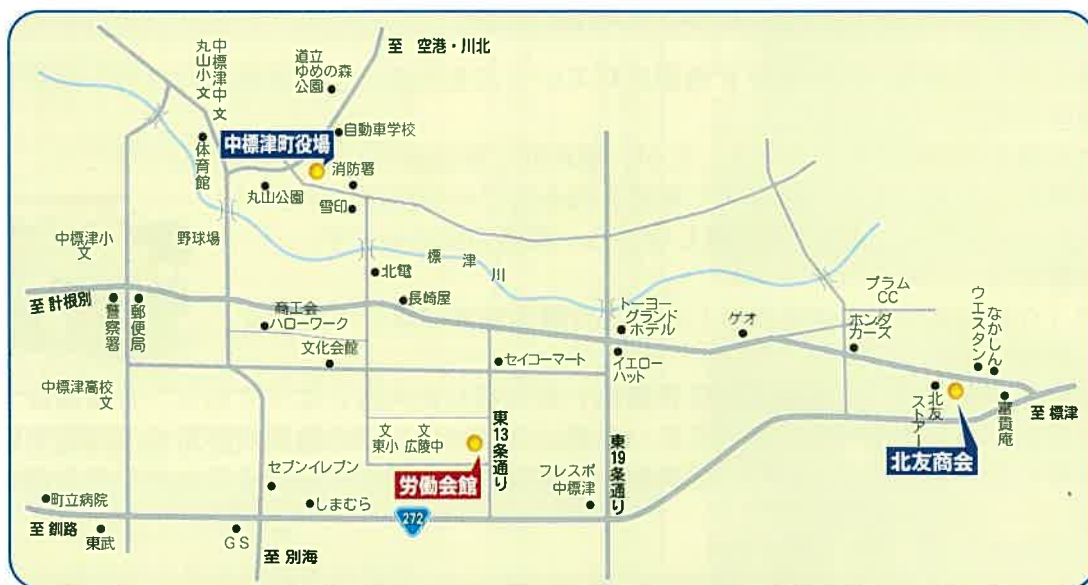 至 空港・川北
道立
ゆめの森
公園
中標津中文
丸山小文
自動車学校
体育館
中標津町役場
消防署
丸山公園
雪印
中標津小
文
野球場
標津川
北電
至 計根別
警察署
郵便局
長崎屋
商工会
ハローワーク
文化会館
トーヨー
グランド
ホテル
ゲオ
プラム
CC
ホンダ
カーズ
ウエスタン
なかしん
セイコーマート
イエロー
ハット
中標津高校
文
北友
ストアー
富貴庵
至 標津
北友商会
文
東小
文
広陵中
東13条通り
東19条通り
労働会館
フレスポ
中標津
セブンイレブン
しまむら
町立病院
至 釧路
東武
GS
272
至 別海